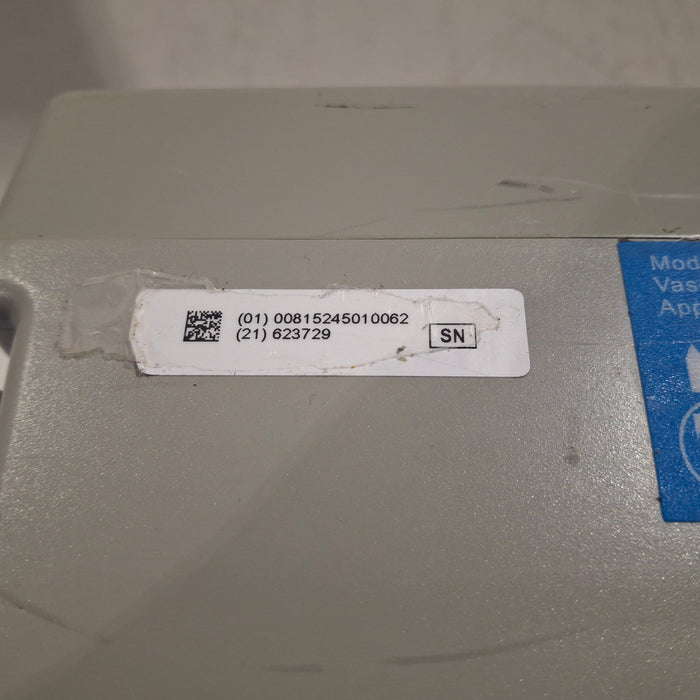 (01) 00815245010062
(21) 623729
SN
Mod
Vas
App